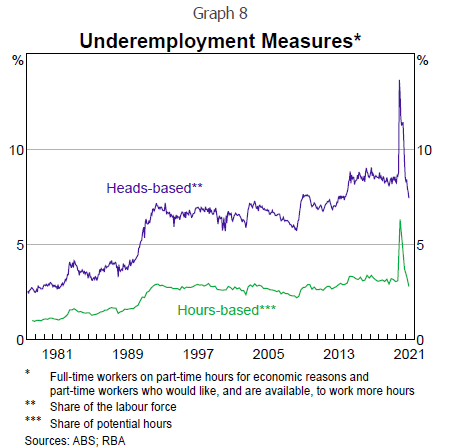 Graph 8
Underemployment Measures*
% %
Heads-based**
10 10
5 5
Hours-based***
0 0
1981 1989 1997 2005 2013 2021
* Full-time workers on part-time hours for economic reasons and
part-time workers who would like, and are available, to work more hours
** Share of the labour force
*** Share of potential hours
Sources: ABS; RBA